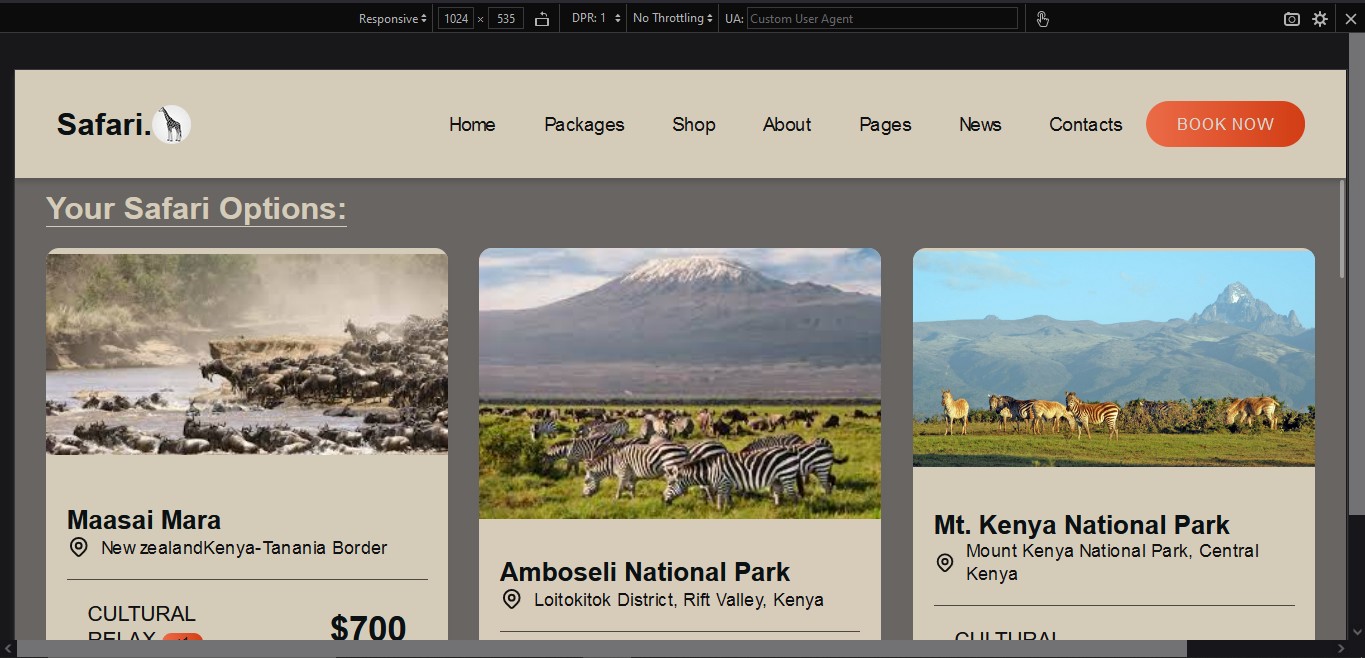 Responsive 1024 × 535 DPR: 1 No Throttling UA: Custom User Agent
Safari. Home Packages Shop About Pages News Contacts BOOK NOW
Your Safari Options:
Maasai Mara
New zealandKenya-Tanania Border
CULTURAL
RELAX
$700
Amboseli National Park
Loitokitok District, Rift Valley, Kenya
Mt. Kenya National Park
Mount Kenya National Park, Central
Kenya
CULTURAL